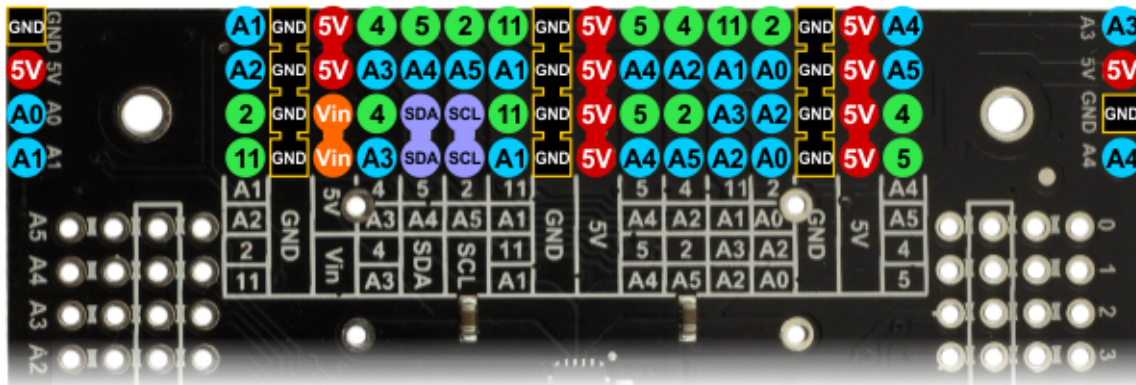 GND GND A1 GND 5V 4 5 2 11 GND 5V 5 4 11 2 GND 5V A4 A3 A3
5V 5V A2 GND 5V A3 A4 A5 A1 GND 5V A4 A2 A1 A0 GND 5V A5 5V 5V
A0 A0 2 GND Vin 4 SDA SCL 11 GND 5V 5 2 A3 A2 GND 5V 4 GND GND
A1 A1 11 GND Vin A3 SDA SCL A1 GND 5V A4 A5 A2 A0 GND 5V 5 A4 A4
A1 5V 4 5 2 11 5 4 11 2 A4
A2 GND A3 A4 A5 A1 GND 5V A4 A2 A1 A0 GND 5V A5
2 Vin 4 SDA SCL 11 5 2 A3 A2 4
11 A3 A1 A4 A5 A2 A0 5
A5 0
A4 1
A3 2
A2 3